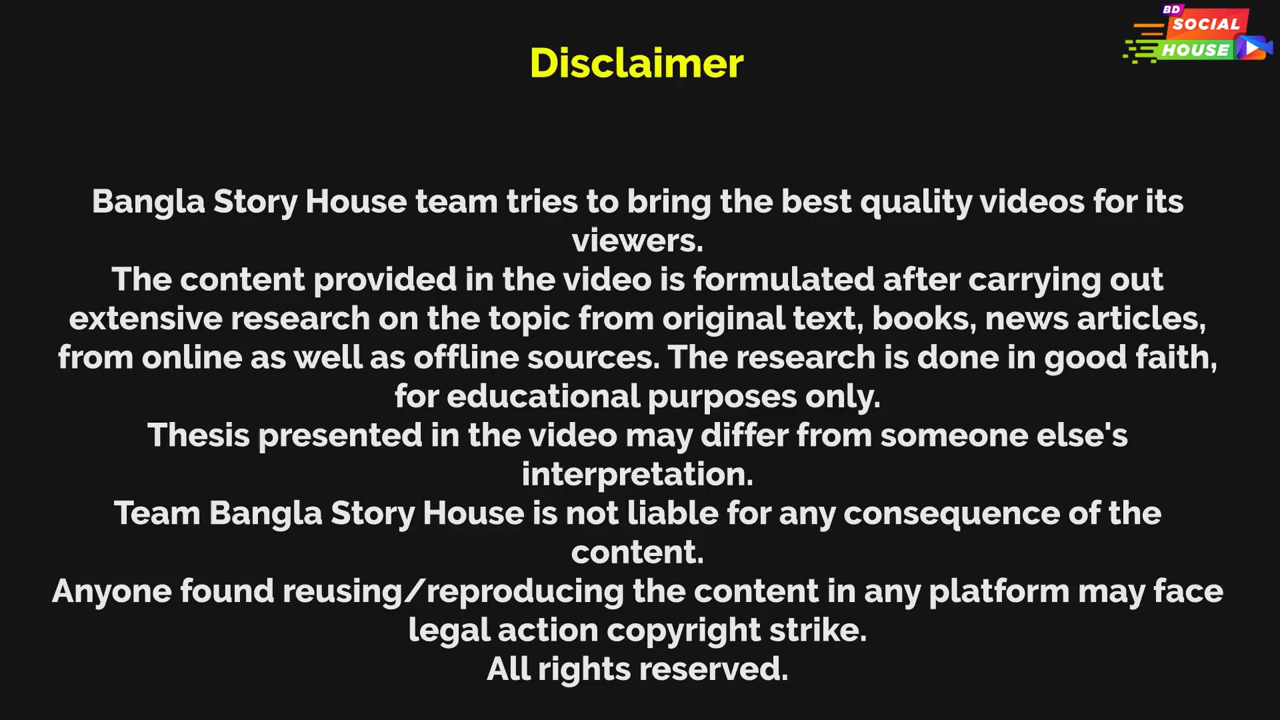 BD
SOCIAL
HOUSE
Disclaimer
Bangla Story House team tries to bring the best quality videos for its
viewers.
The content provided in the video is formulated after carrying out
extensive research on the topic from original text, books, news articles,
from online as well as offline sources. The research is done in good faith,
for educational purposes only.
Thesis presented in the video may differ from someone else's
interpretation.
Team Bangla Story House is not liable for any consequence of the
content.
Anyone found reusing/reproducing the content in any platform may face
legal action copyright strike.
All rights reserved.